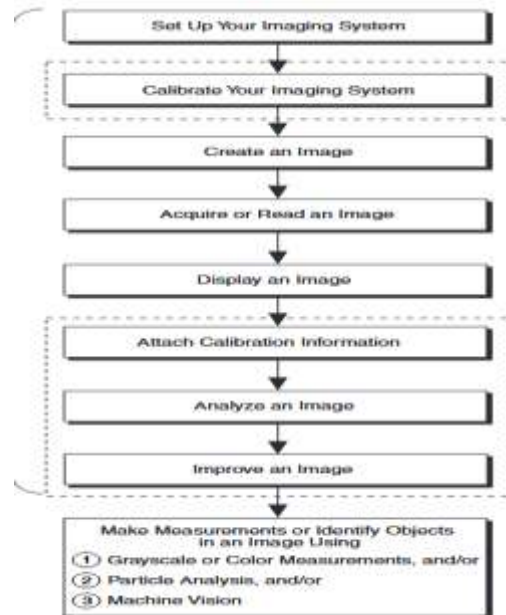 Set Up Your Imaging System
Calibrate Your Imaging System
Create an Image
Acquire or Read an Image
Display an Image
Attach Calibration Information
Analyze an Image
Improve an Image
Make Measurements or Identify Objects
in an Image Using
1 Grayscale or Color Measurements, and/or
2 Particle Analysis, and/or
3 Machine Vision